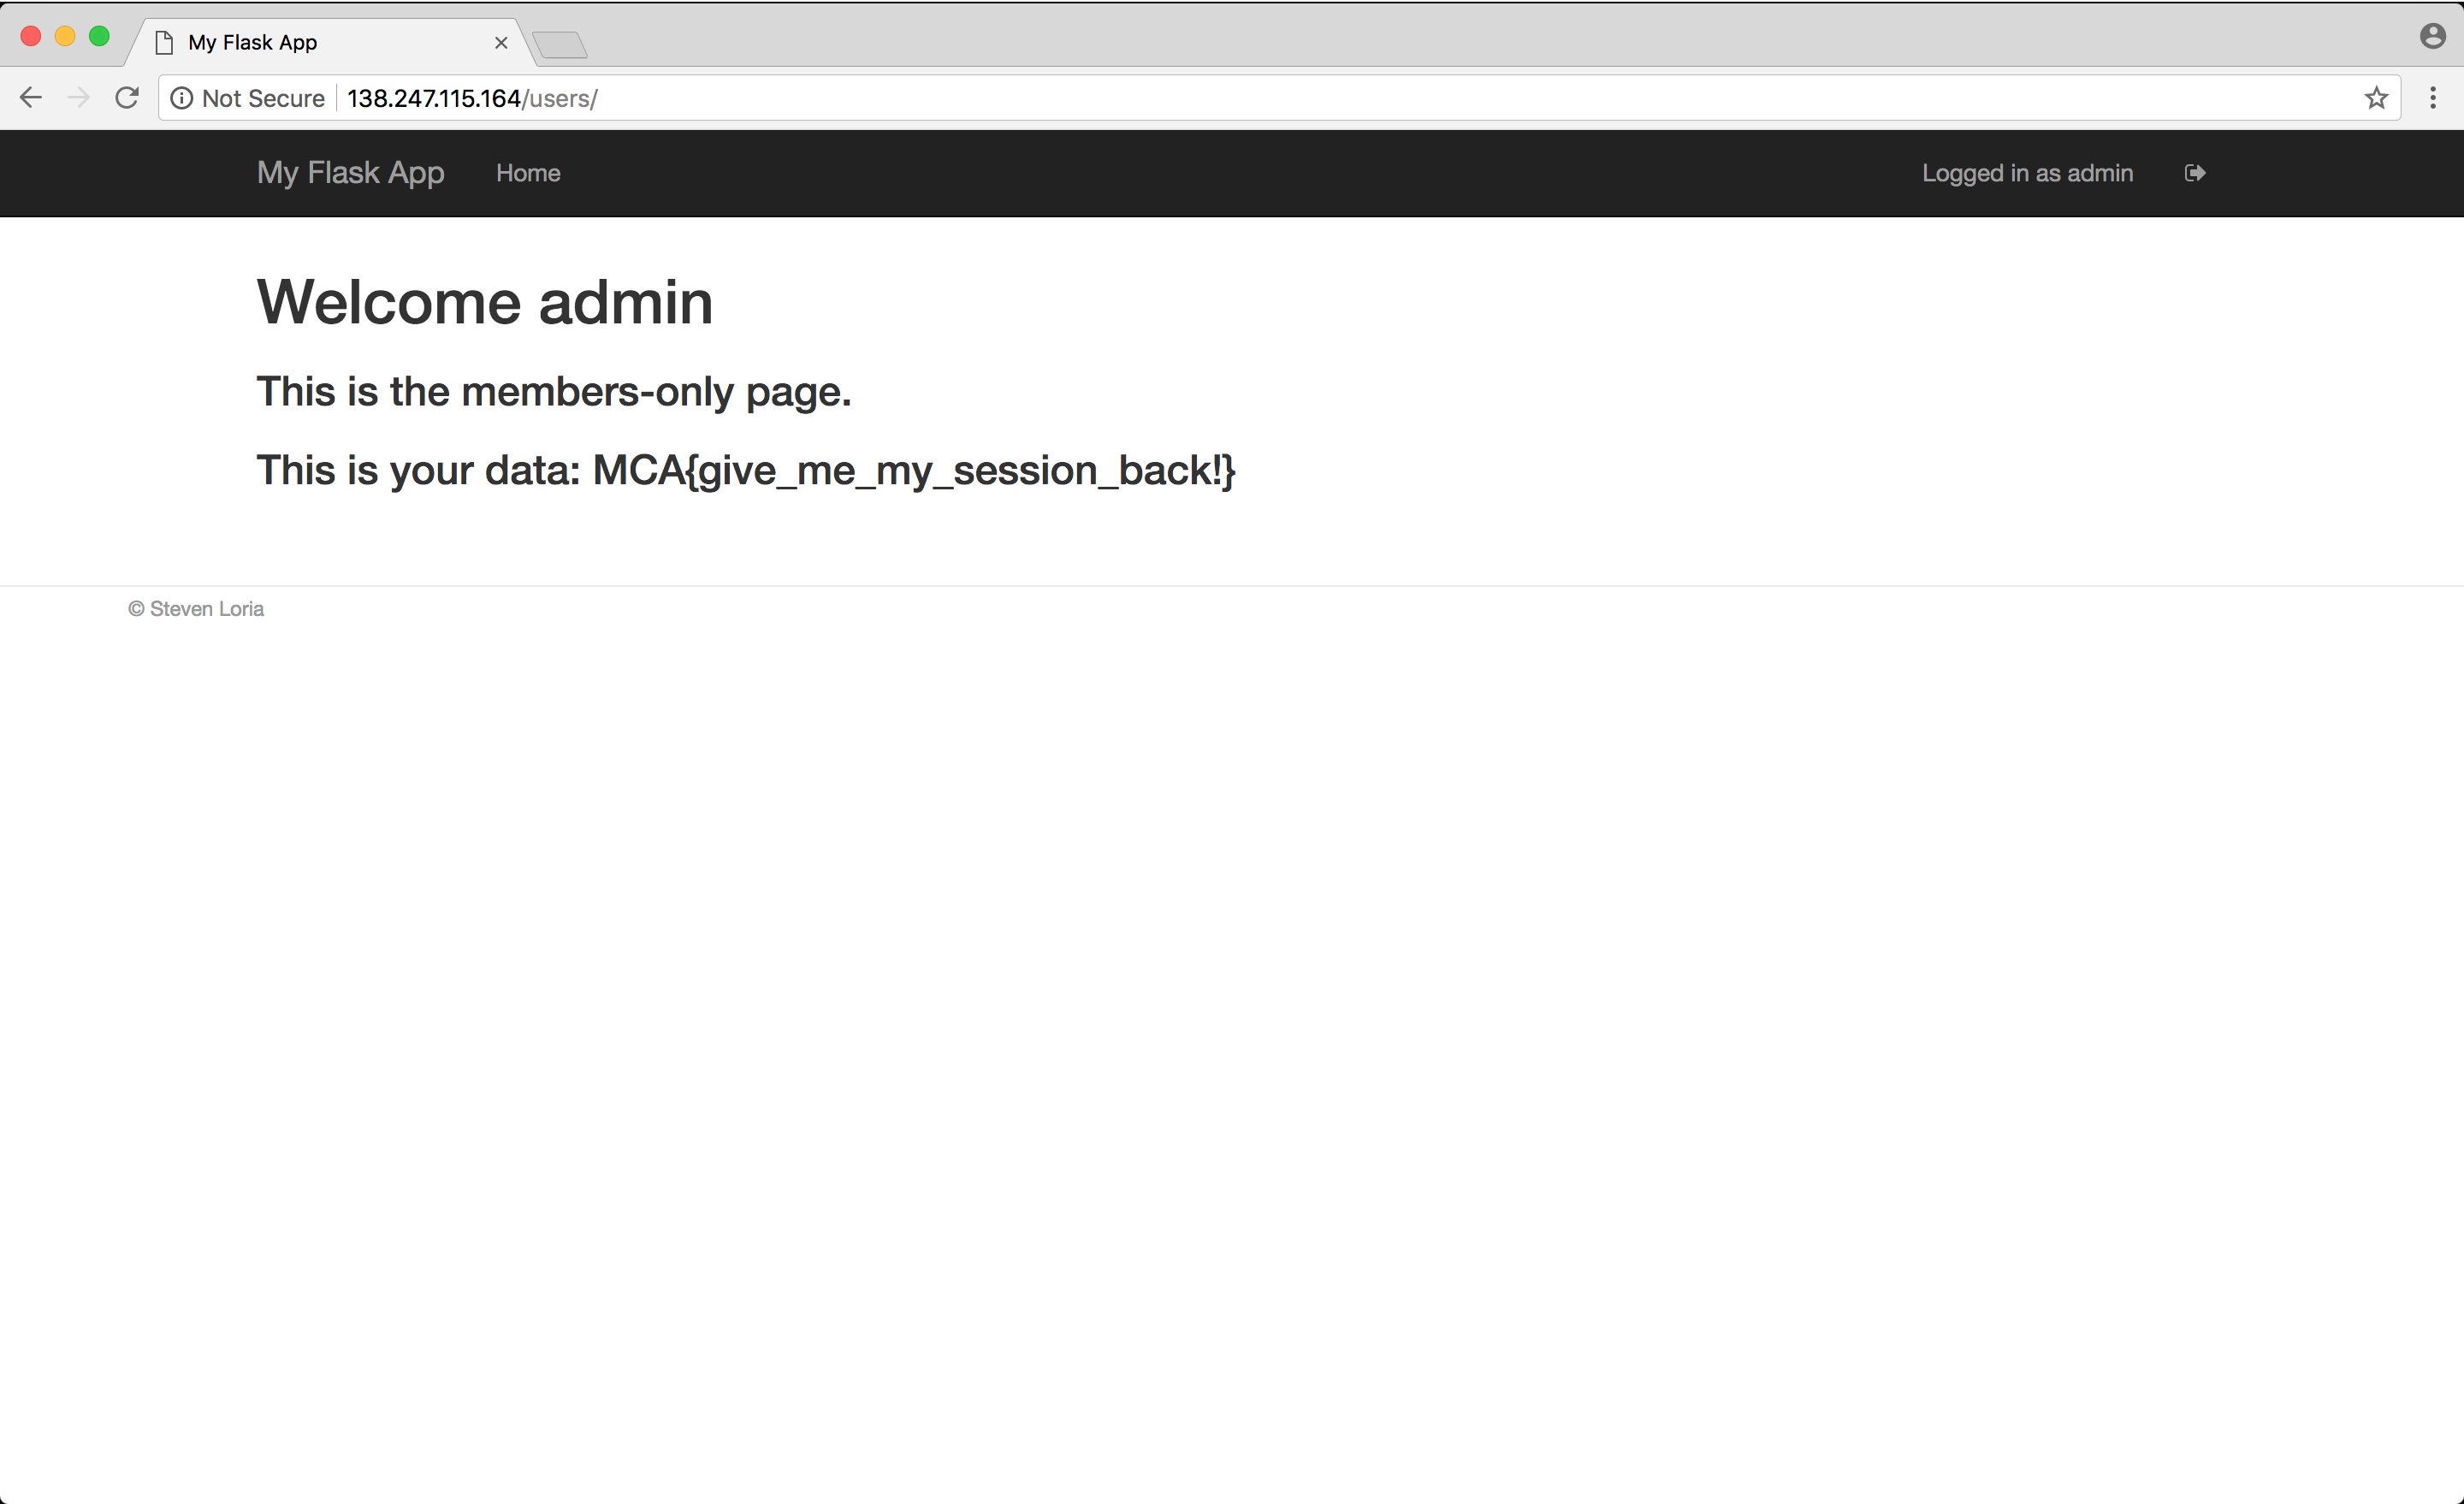 My Flask App
Not Secure 138.247.115.164/users/
My Flask App Home Logged in as admin
Welcome admin
This is the members-only page.
This is your data: MCA{give_me_my_session_back!}
© Steven Loria